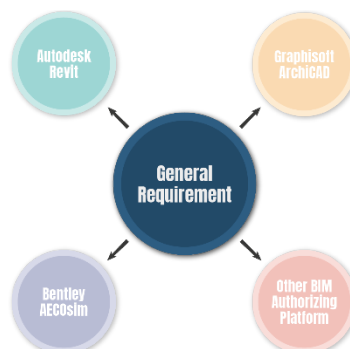 Autodesk
Revit
Graphisoft
ArchiCAD
General
Requirement
Bentley
AECOsim
Other BIM
Authorizing
Platform